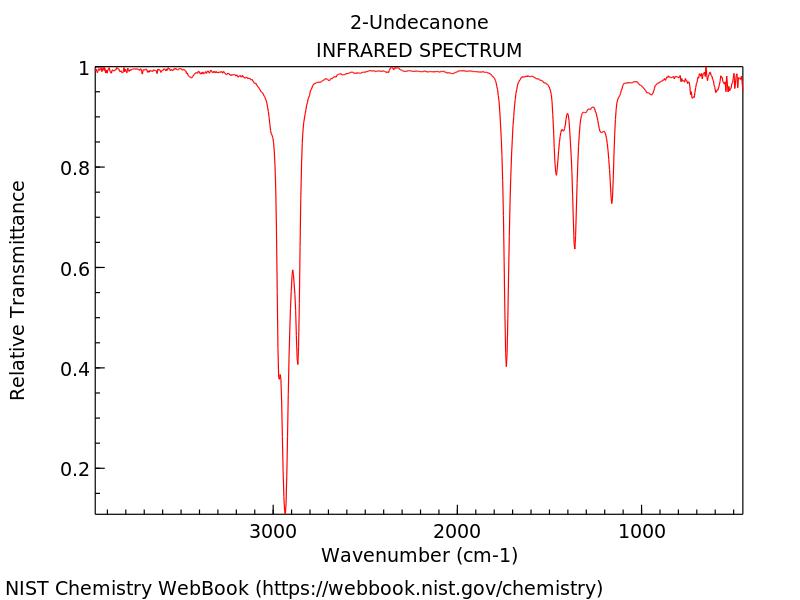 2-Undecanone
INFRARED SPECTRUM
1
0.8
0.6
0.4
0.2
Relative Transmittance
3000 2000 1000
Wavenumber (cm-1)
NIST Chemistry WebBook (https://webbook.nist.gov/chemistry)